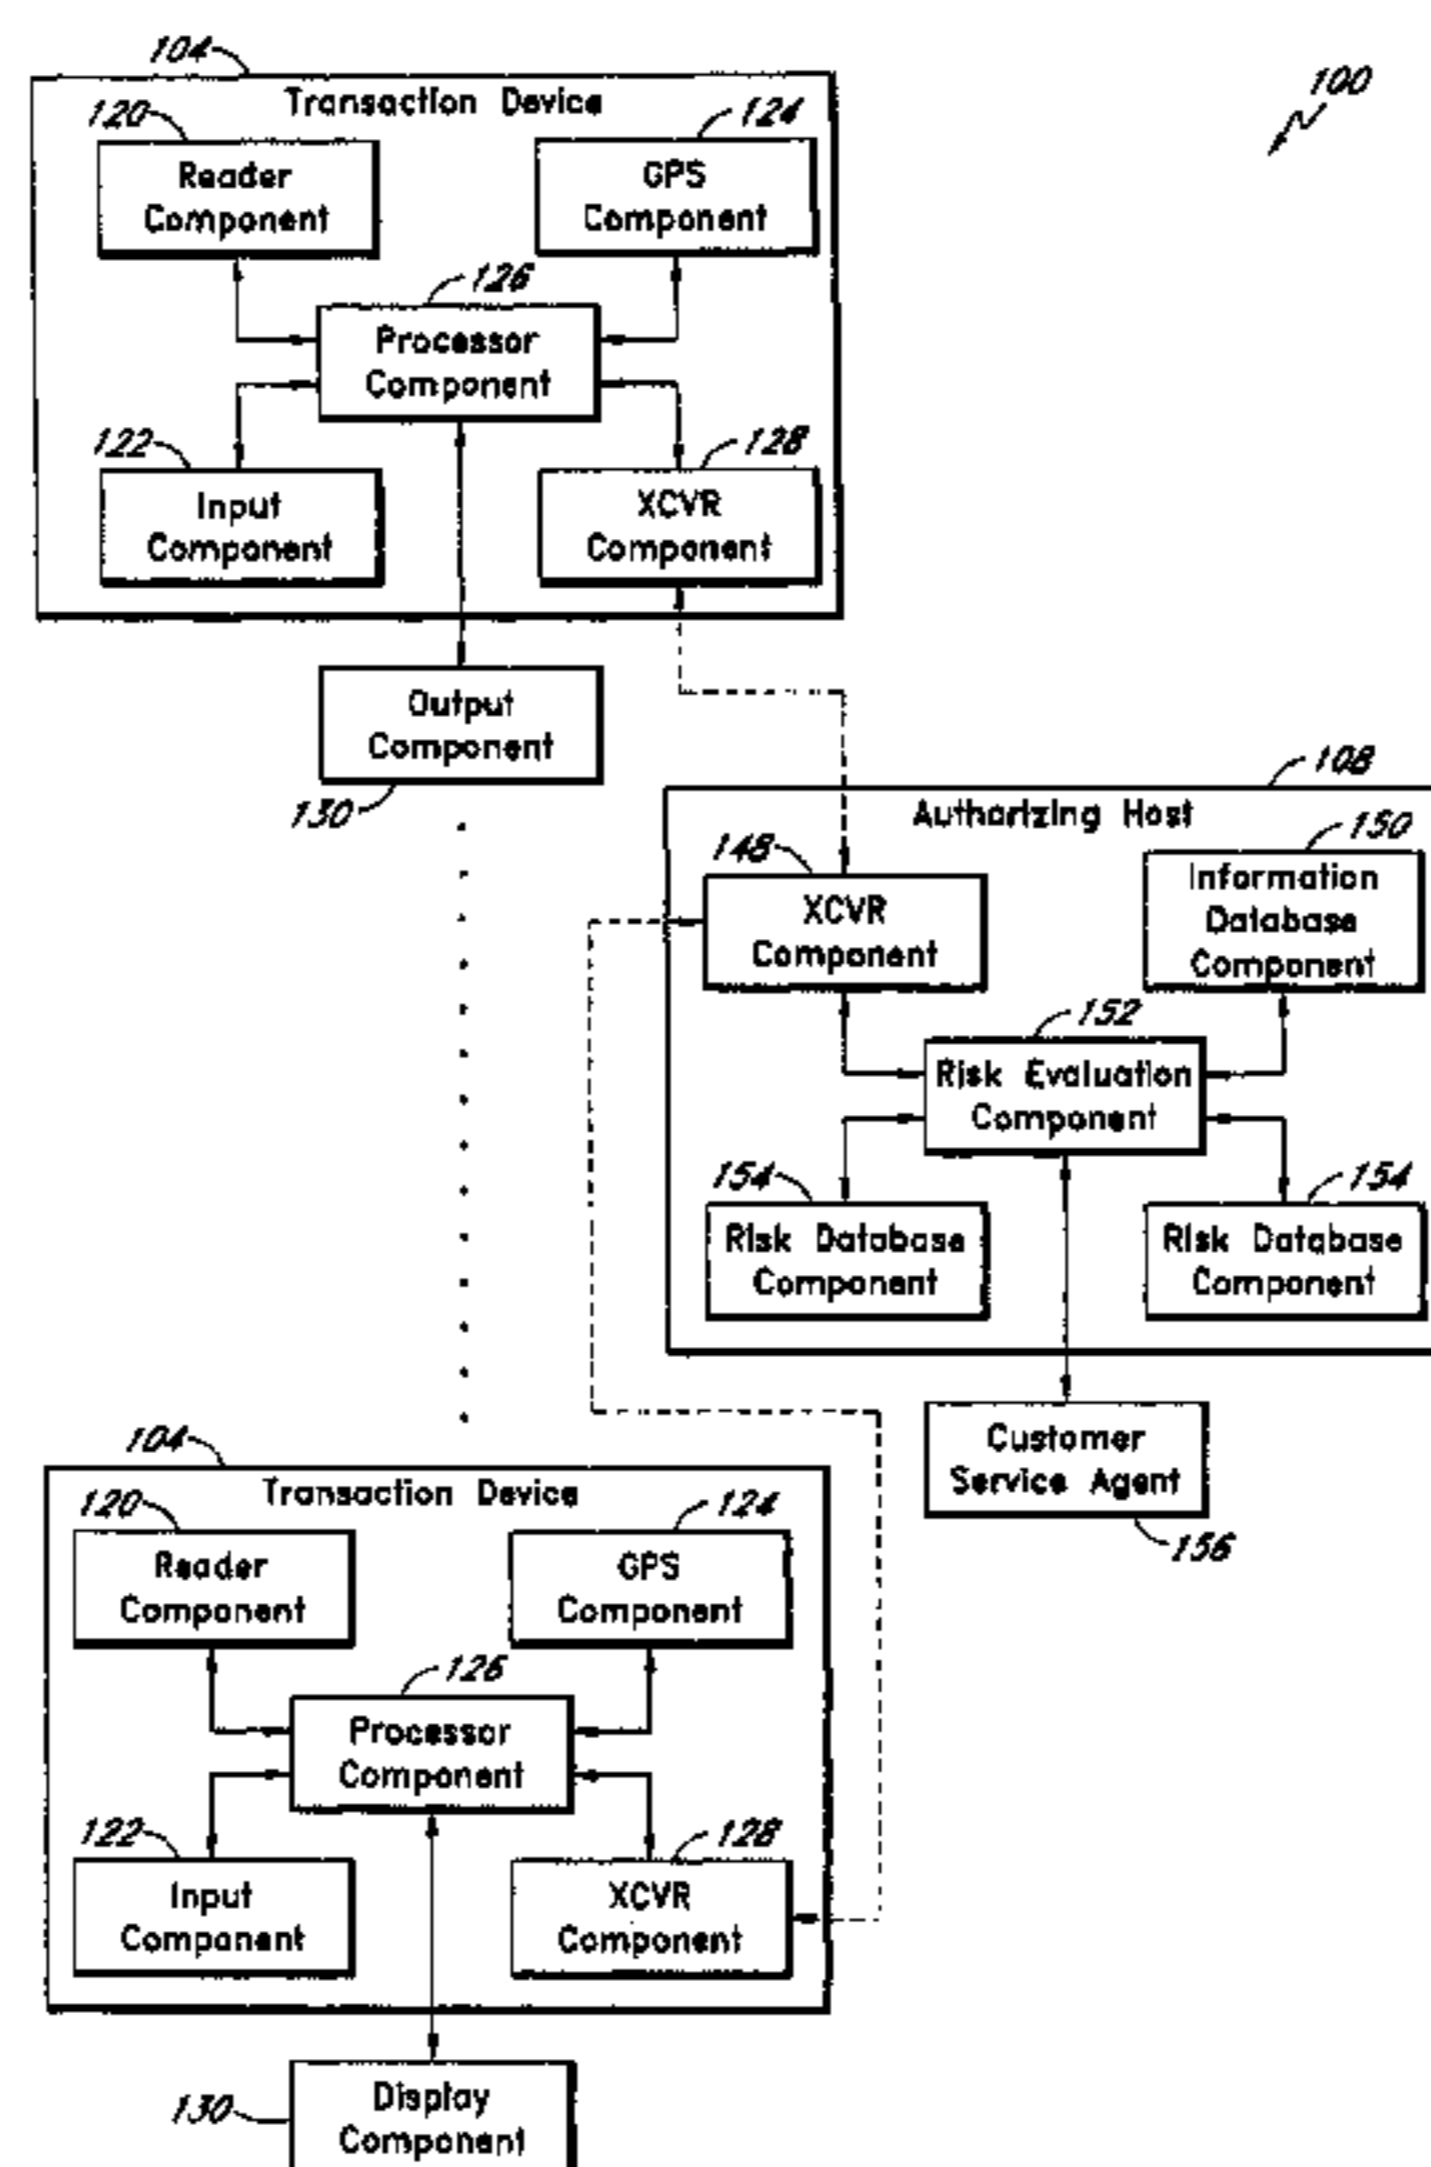 104
Transaction Device
100
120
Reader
Component
124
GPS
Component
126
Processor
Component
122
Input
Component
128
XCVR
Component
Output
Component
130
108
Authorizing Host
148
XCVR
Component
150
Information
Database
Component
152
Risk Evaluation
Component
154
Risk Database
Component
154
Risk Database
Component
Customer
Service Agent
156
104
Transaction Device
120
Reader
Component
124
GPS
Component
126
Processor
Component
122
Input
Component
128
XCVR
Component
130
Display
Component